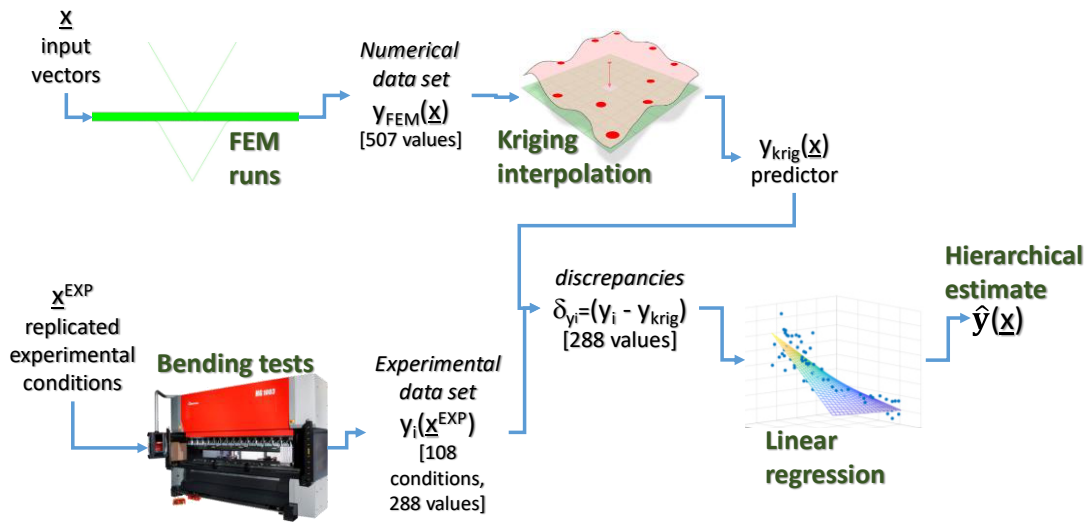 x
input
vectors
FEM
runs
Numerical
data set
yFEM(x)
[507 values]
Kriging
interpolation
ykrig(x)
predictor
xEXP
replicated
experimental
conditions
Bending tests
Experimental
data set
yi(xEXP)
[108
conditions,
288 values]
discrepancies
δyi=(yi - ykrig)
[288 values]
Linear
regression
Hierarchical
estimate
ŷ(x)